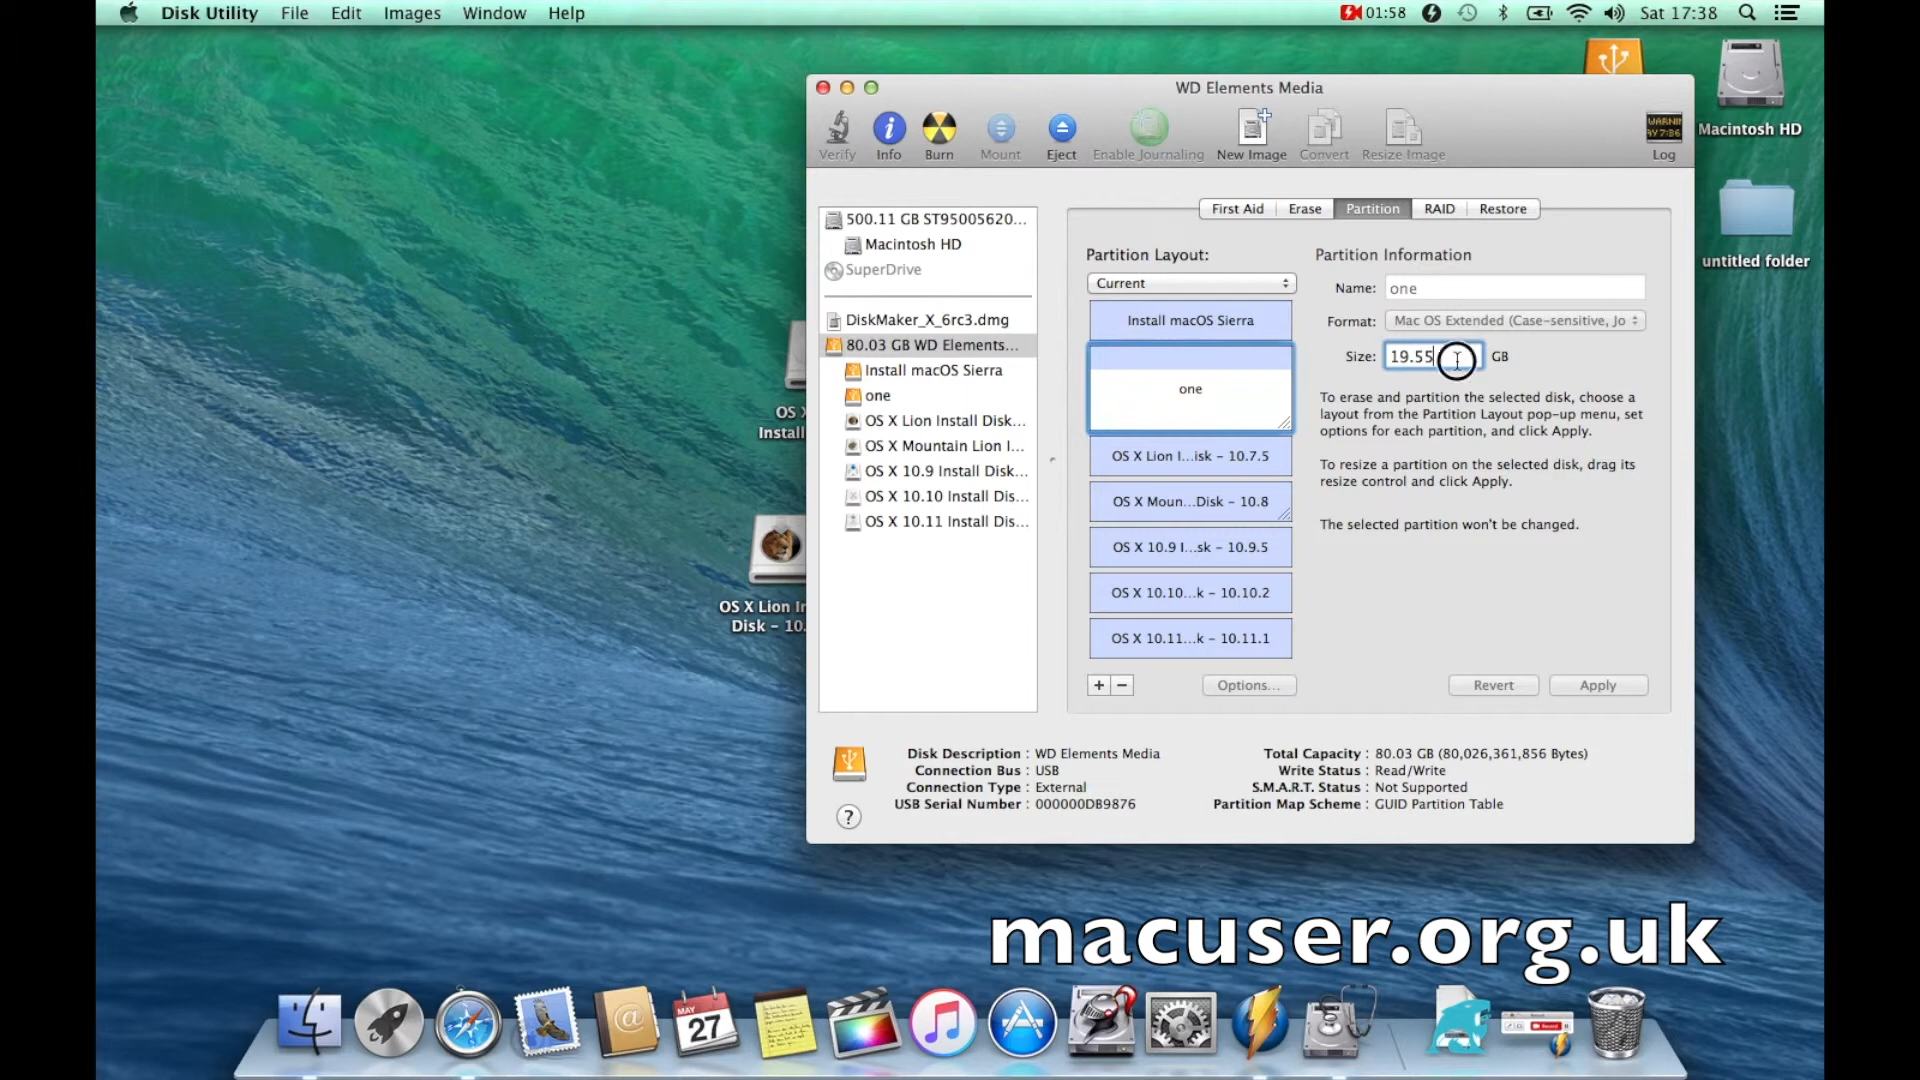 Disk Utility File Edit Images Window Help
01:58 Sat 17:38
WD Elements Media
Verify Info Burn Mount Eject Enable Journaling New Image Convert Resize Image Log
WARNIN
AY 7:36
Macintosh HD
untitled folder
500.11 GB ST95005620...
Macintosh HD
SuperDrive
DiskMaker_X_6rc3.dmg
80.03 GB WD Elements...
Install macOS Sierra
one
OS X Lion Install Disk...
OS X Mountain Lion I...
OS X 10.9 Install Disk...
OS X 10.10 Install Dis...
OS X 10.11 Install Dis...
First Aid Erase Partition RAID Restore
Partition Layout:
Current
Install macOS Sierra
one
OS X Lion I...isk – 10.7.5
OS X Moun...Disk – 10.8
OS X 10.9 I...sk – 10.9.5
OS X 10.10...k – 10.10.2
OS X 10.11...k – 10.11.1
+ −
Options...
Partition Information
Name: one
Format: Mac OS Extended (Case-sensitive, Jo
Size: 19.55 GB
To erase and partition the selected disk, choose a
layout from the Partition Layout pop-up menu, set
options for each partition, and click Apply.
To resize a partition on the selected disk, drag its
resize control and click Apply.
The selected partition won't be changed.
Revert Apply
Disk Description : WD Elements Media
Connection Bus : USB
Connection Type : External
USB Serial Number : 000000DB9876
Total Capacity : 80.03 GB (80,026,361,856 Bytes)
Write Status : Read/Write
S.M.A.R.T. Status : Not Supported
Partition Map Scheme : GUID Partition Table
?
OS X
Install
OS X Lion In
Disk – 10.
macuser.org.uk
MAY
27